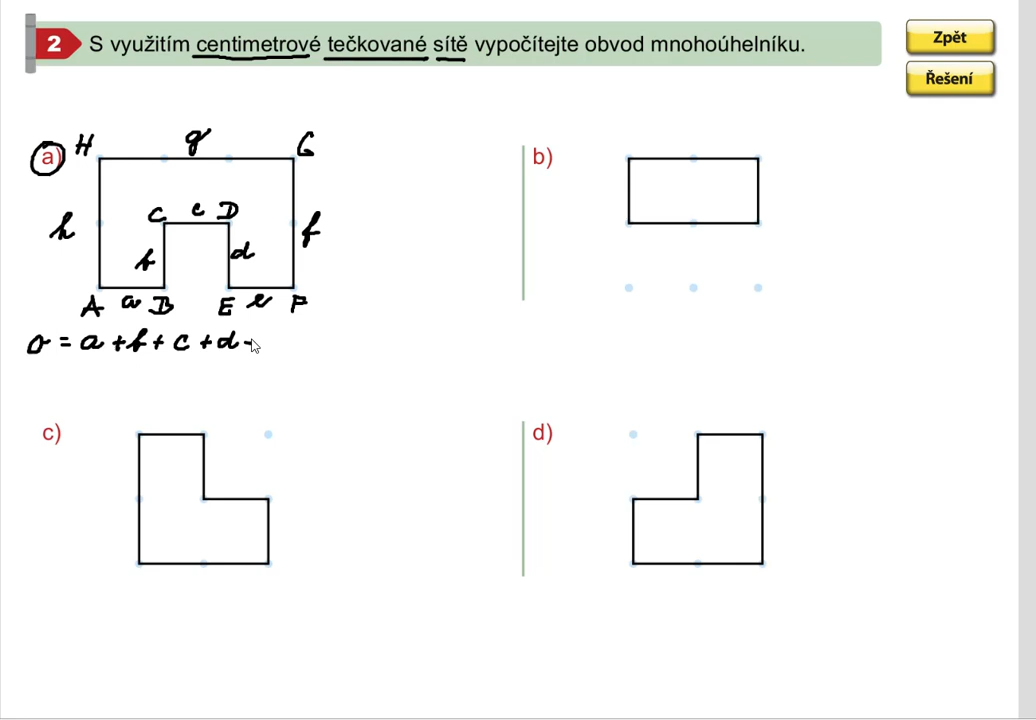 2 S využitím centimetrové tečkované sítě vypočítejte obvod mnohoúhelníku.
Zpět
Řešení
a)
H g G
h f
C c D
b d
A a B E e F
o = a + b + c + d -
b)
c)
d)